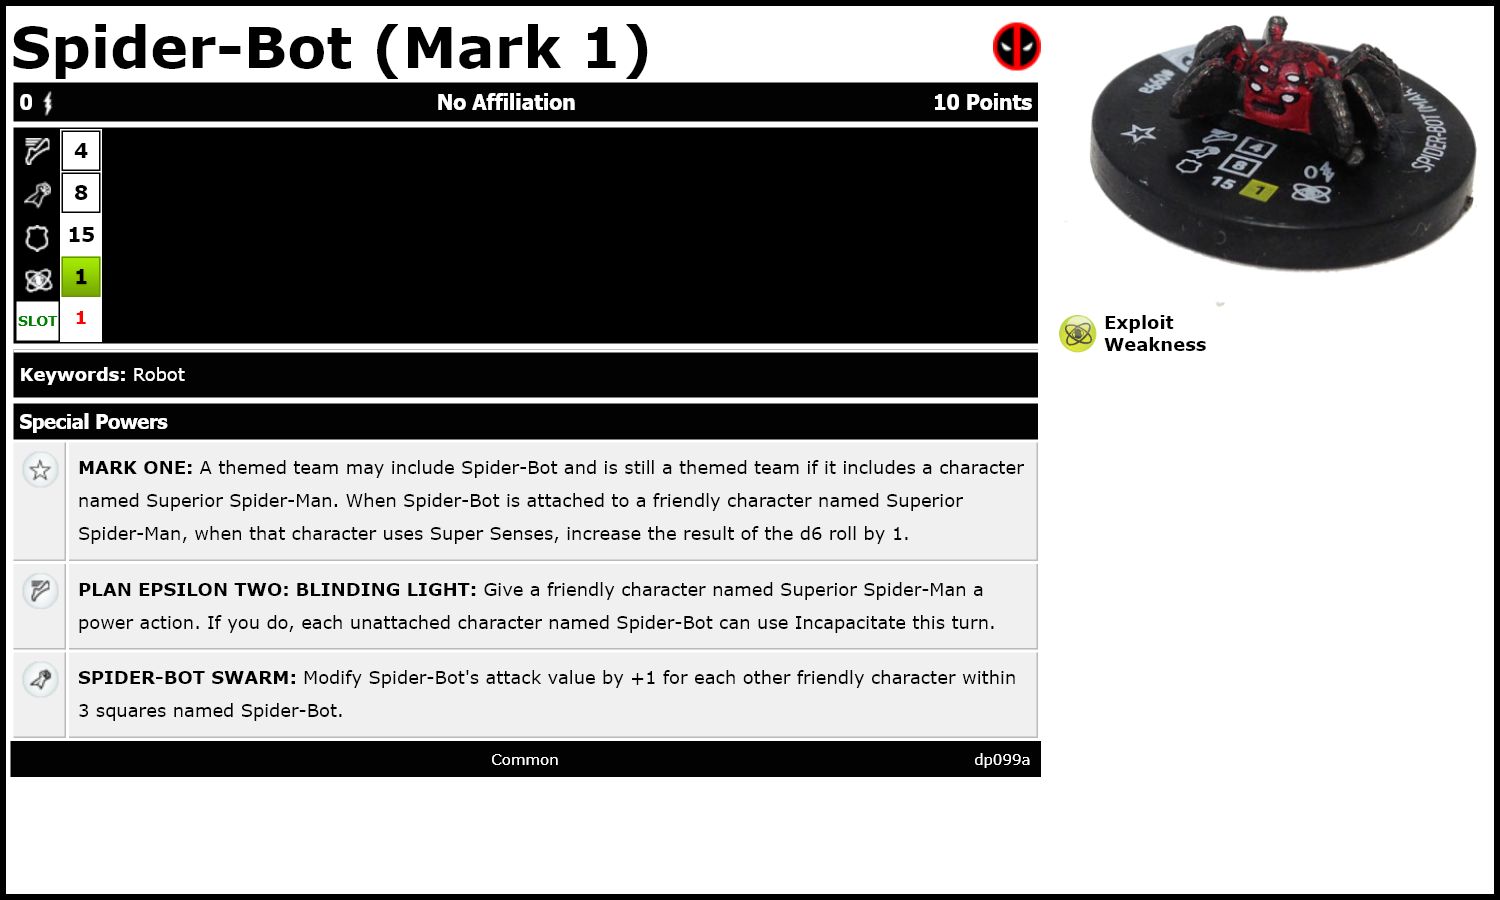 Spider-Bot (Mark 1)
0 No Affiliation 10 Points
4
8
15
1
SLOT 1
Keywords: Robot
Special Powers
MARK ONE: A themed team may include Spider-Bot and is still a themed team if it includes a character
named Superior Spider-Man. When Spider-Bot is attached to a friendly character named Superior
Spider-Man, when that character uses Super Senses, increase the result of the d6 roll by 1.
PLAN EPSILON TWO: BLINDING LIGHT: Give a friendly character named Superior Spider-Man a
power action. If you do, each unattached character named Spider-Bot can use Incapacitate this turn.
SPIDER-BOT SWARM: Modify Spider-Bot's attack value by +1 for each other friendly character within
3 squares named Spider-Bot.
Common dp099a
SPIDER-BOT (MAR
4
8
15 1
0
Exploit
Weakness